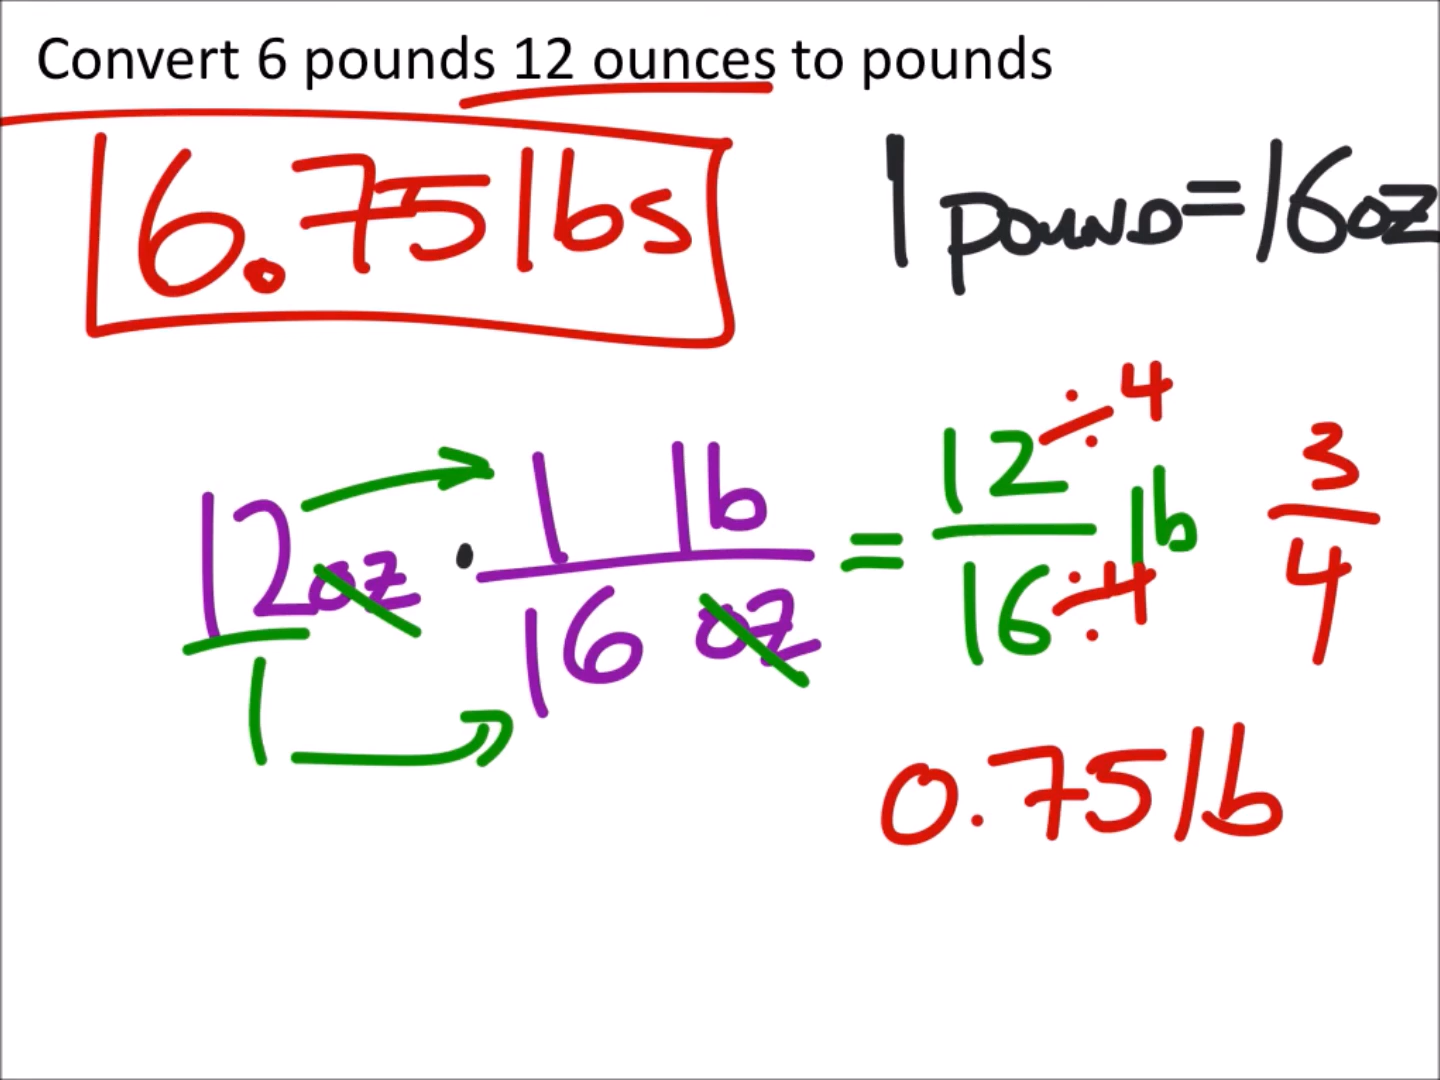 Convert 6 pounds 12 ounces to pounds
6.75 lbs
1 POUND = 16 oz
12 oz / 1 · 1 lb / 16 oz = 12 ÷ 4 / 16 ÷ 4 lb 3 / 4
0.75 lb